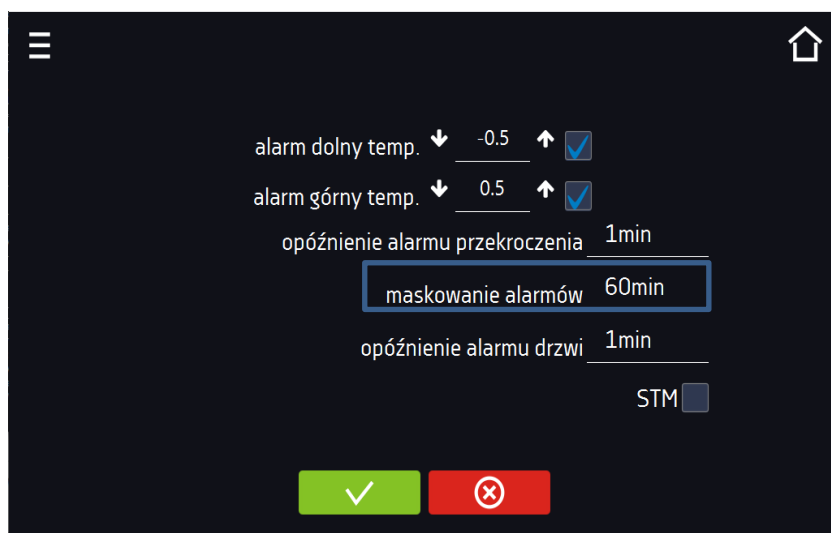 alarm dolny temp. -0.5
alarm górny temp. 0.5
opóźnienie alarmu przekroczenia 1min
maskowanie alarmów 60min
opóźnienie alarmu drzwi 1min
STM